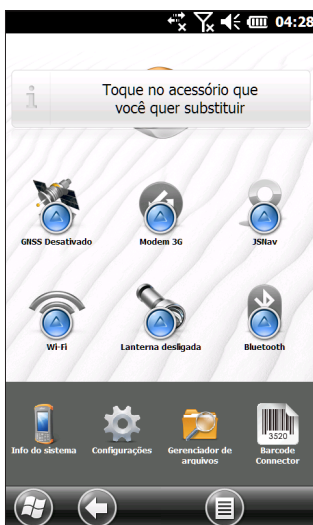 04:28
Toque no acessório que
você quer substituir
GNSS Desativado
Modem 3G
JSNav
Wi-Fi
Lanterna desligada
Bluetooth
Info do sistema
Configurações
Gerenciador de
arquivos
3520
Barcode
Connector